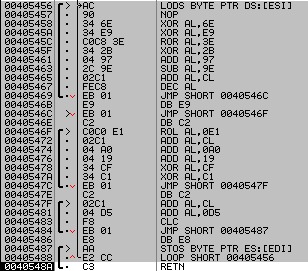 00405456 > AC LODS BYTE PTR DS:[ESI]
00405457 . 90 NOP
00405458 . 34 6E XOR AL,6E
0040545A . 34 E9 XOR AL,E9
0040545C . C0C8 3E ROR AL,3E
0040545F . 34 2B XOR AL,2B
00405461 . 04 97 ADD AL,97
00405463 . 2C 9E SUB AL,9E
00405465 . 02C1 ADD AL,CL
00405467 . FEC8 DEC AL
00405469 . EB 01 JMP SHORT 0040546C
0040546B E9 DB E9
0040546C > EB 01 JMP SHORT 0040546F
0040546E C2 DB C2
0040546F > C0C0 E1 ROL AL,0E1
00405472 . 02C1 ADD AL,CL
00405474 . 04 A0 ADD AL,0A0
00405476 . 04 19 ADD AL,19
00405478 . 34 CF XOR AL,CF
0040547A . 34 C1 XOR AL,C1
0040547C . EB 01 JMP SHORT 0040547F
0040547E C2 DB C2
0040547F > 02C1 ADD AL,CL
00405481 . 04 D5 ADD AL,0D5
00405483 . F8 CLC
00405484 . EB 01 JMP SHORT 00405487
00405486 E8 DB E8
00405487 > AA STOS BYTE PTR ES:[EDI]
00405488 . E2 CC LOOP SHORT 00405456
0040548A . C3 RETN